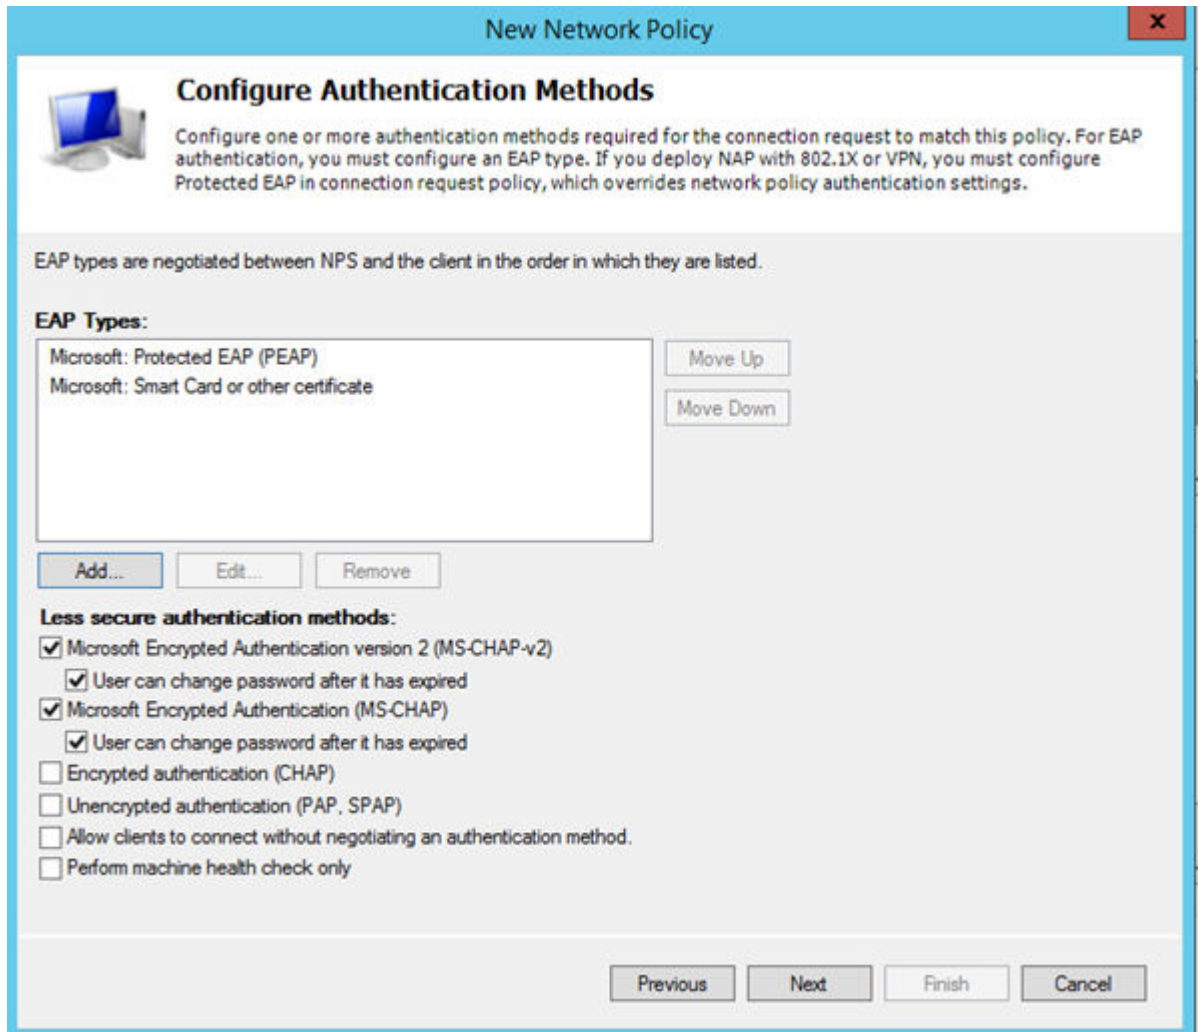 New Network Policy
x
Configure Authentication Methods
Configure one or more authentication methods required for the connection request to match this policy. For EAP
authentication, you must configure an EAP type. If you deploy NAP with 802.1X or VPN, you must configure
Protected EAP in connection request policy, which overrides network policy authentication settings.
EAP types are negotiated between NPS and the client in the order in which they are listed.
EAP Types:
Microsoft: Protected EAP (PEAP)
Microsoft: Smart Card or other certificate
Move Up
Move Down
Add...
Edit...
Remove
Less secure authentication methods:
Microsoft Encrypted Authentication version 2 (MS-CHAP-v2)
User can change password after it has expired
Microsoft Encrypted Authentication (MS-CHAP)
User can change password after it has expired
Encrypted authentication (CHAP)
Unencrypted authentication (PAP, SPAP)
Allow clients to connect without negotiating an authentication method.
Perform machine health check only
Previous
Next
Finish
Cancel